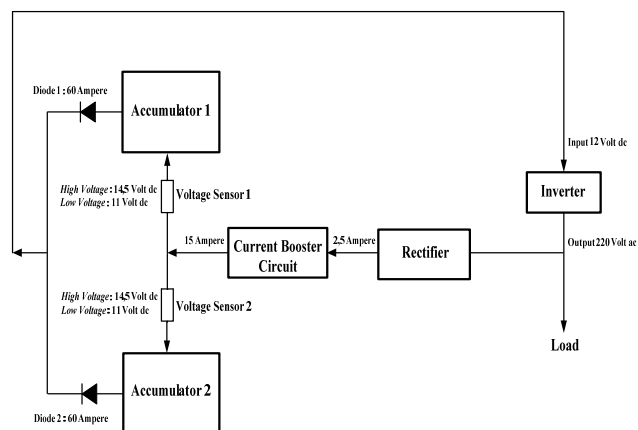 Diode 1 : 60 Ampere
Accumulator 1
Input 12 Volt dc
High Voltage : 14,5 Volt dc
Low Voltage : 11 Volt dc
Voltage Sensor 1
Inverter
15 Ampere
Current Booster
Circuit
2,5 Ampere
Rectifier
Output 220 Volt ac
High Voltage : 14,5 Volt dc
Low Voltage : 11 Volt dc
Voltage Sensor 2
Load
Accumulator 2
Diode 2 : 60 Ampere